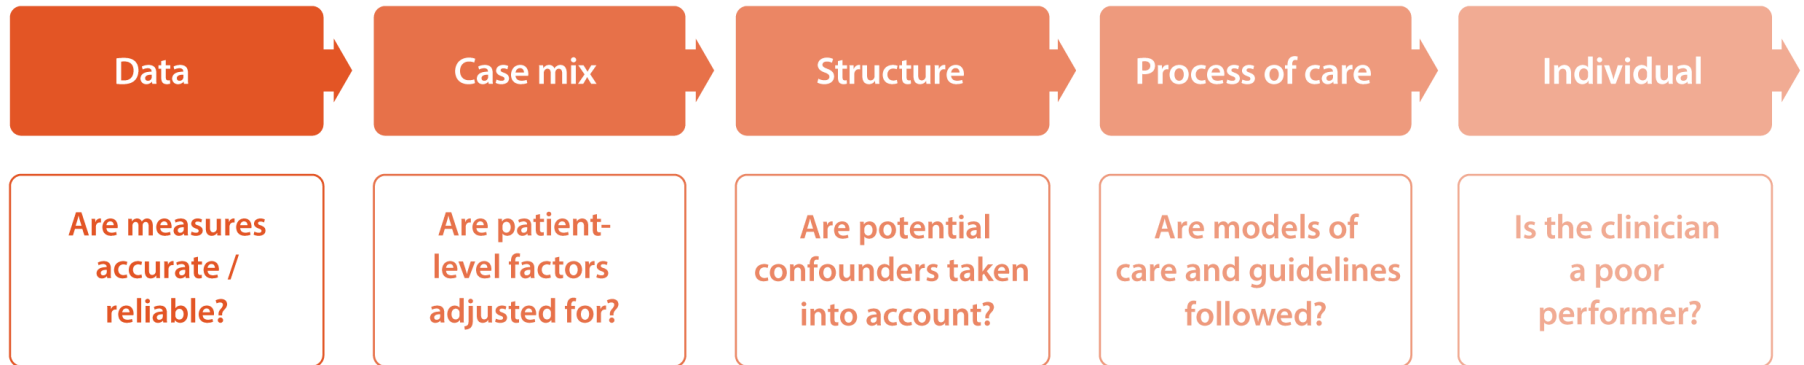 Data
Case mix
Structure
Process of care
Individual
Are measures
accurate /
reliable?
Are patient-
level factors
adjusted for?
Are potential
confounders taken
into account?
Are models of
care and guidelines
followed?
Is the clinician
a poor
performer?